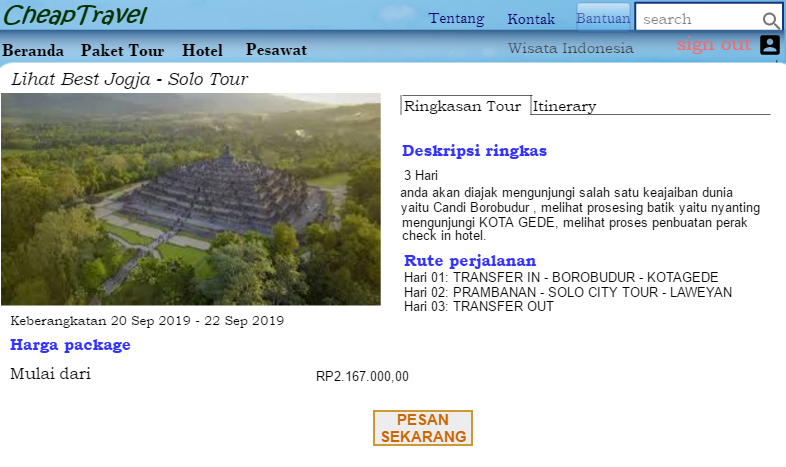 CheapTravel
Tentang Kontak Bantuan search
Beranda Paket Tour Hotel Pesawat Wisata Indonesia sign out
Lihat Best Jogja - Solo Tour
Ringkasan Tour Itinerary
Deskripsi ringkas
3 Hari
anda akan diajak mengunjungi salah satu keajaiban dunia
yaitu Candi Borobudur , melihat prosesing batik yaitu nyanting
mengunjungi KOTA GEDE, melihat proses penbuatan perak
check in hotel.
Rute perjalanan
Hari 01: TRANSFER IN - BOROBUDUR - KOTAGEDE
Hari 02: PRAMBANAN - SOLO CITY TOUR - LAWEYAN
Hari 03: TRANSFER OUT
Keberangkatan 20 Sep 2019 - 22 Sep 2019
Harga package
Mulai dari RP2.167.000,00
PESAN
SEKARANG